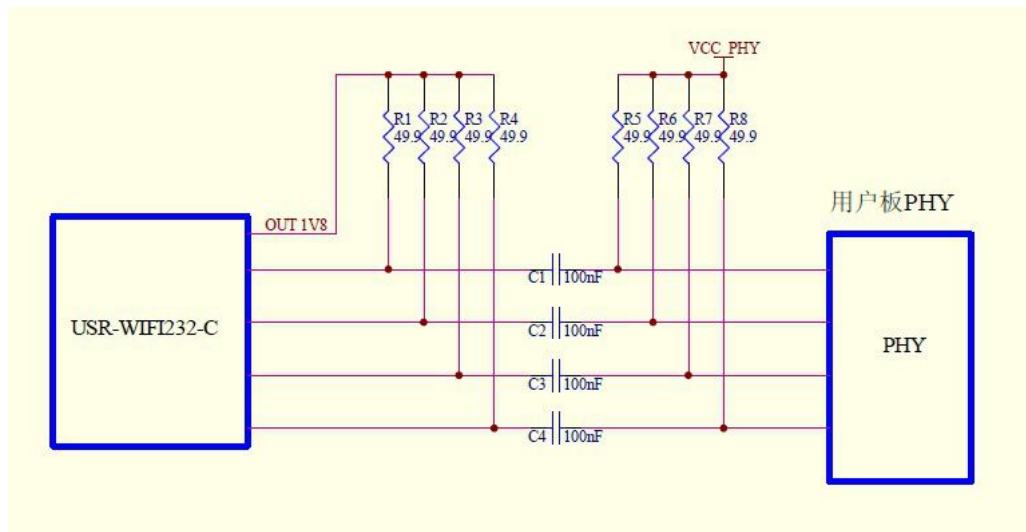 VCC_PHY
R1 R2 R3 R4 R5 R6 R7 R8
49.9 49.9 49.9 49.9 49.9 49.9 49.9 49.9
用户板PHY
OUT 1V8
C1 100nF
USR-WIFI232-C
C2 100nF
PHY
C3 100nF
C4 100nF